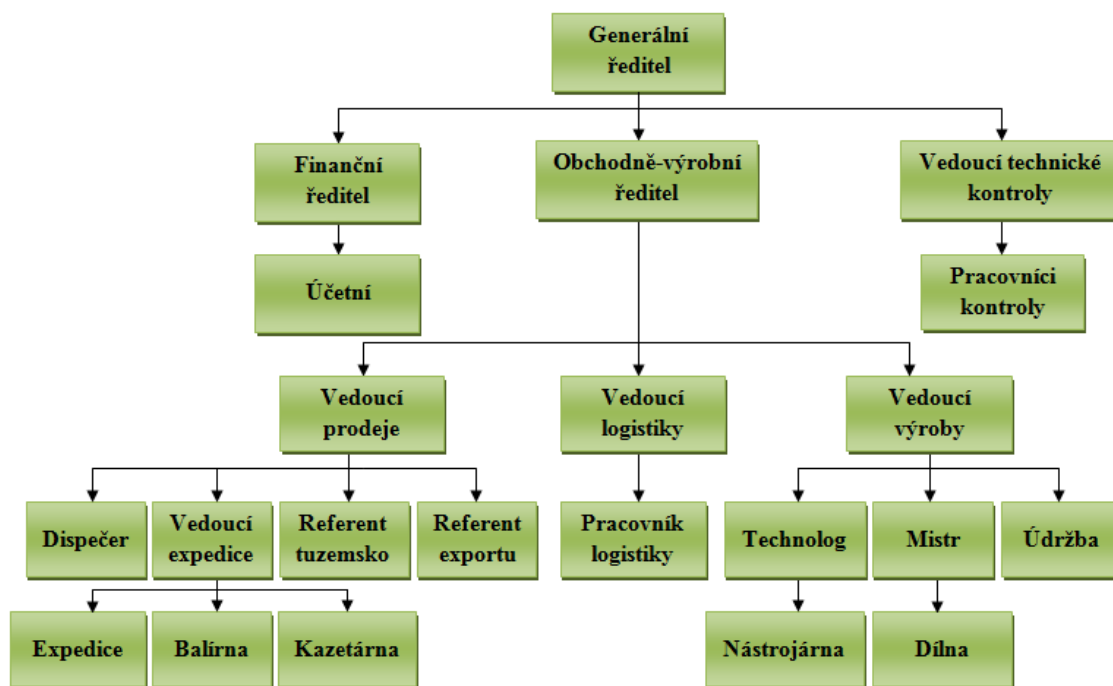 Generální
ředitel
Finanční
ředitel
Obchodně-výrobní
ředitel
Vedoucí technické
kontroly
Účetní
Pracovníci
kontroly
Vedoucí
prodeje
Vedoucí
logistiky
Vedoucí
výroby
Dispečer
Vedoucí
expedice
Referent
tuzemsko
Referent
exportu
Pracovník
logistiky
Technolog
Mistr
Údržba
Expedice
Balírna
Kazetárna
Nástrojárna
Dílna